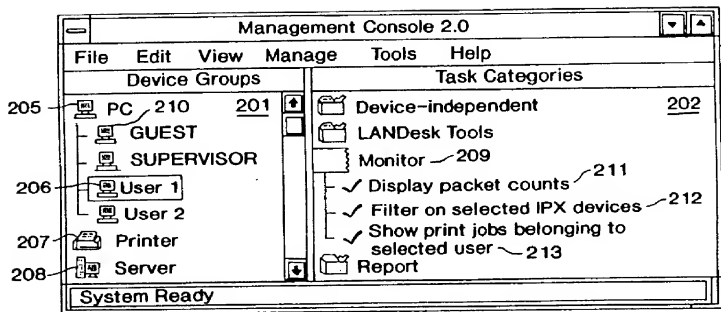 Management Console 2.0
File Edit View Manage Tools Help
Device Groups
Task Categories
205 PC 210 201
GUEST
SUPERVISOR
206 User 1
User 2
207 Printer
208 Server
Device-independent 202
LANDesk Tools
Monitor 209
✓ Display packet counts 211
✓ Filter on selected IPX devices 212
✓ Show print jobs belonging to
selected user 213
Report
System Ready